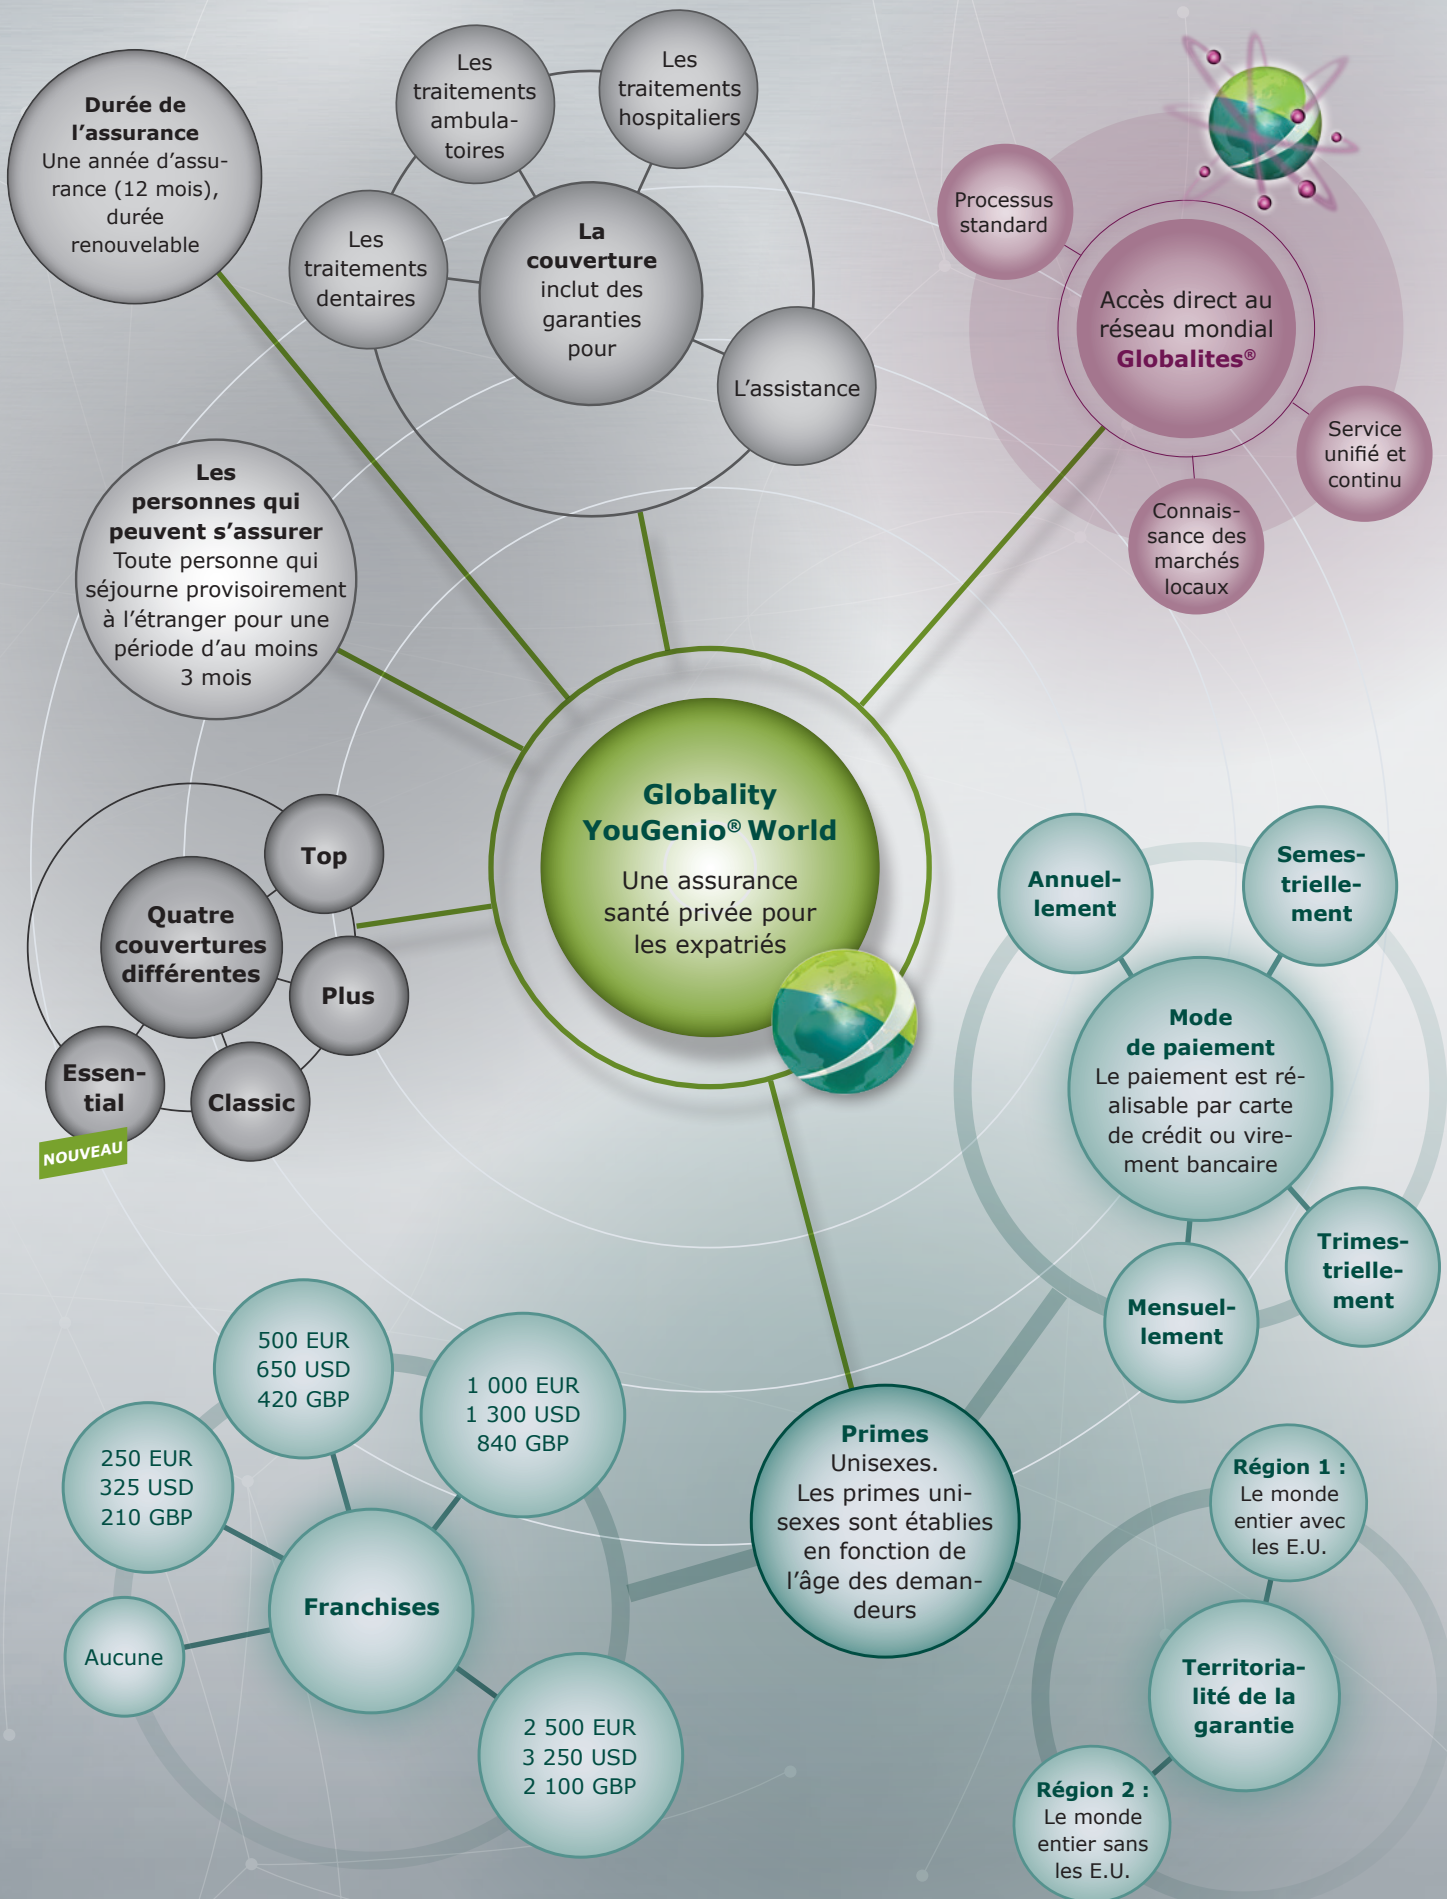 Durée de
l'assurance
Une année d'assu-
rance (12 mois),
durée
renouvelable
Les
traitements
ambula-
toires
Les
traitements
hospitaliers
Les
traitements
dentaires
La
couverture
inclut des
garanties
pour
L'assistance
Processus
standard
Accès direct au
réseau mondial
Globalites®
Service
unifié et
continu
Connais-
sance des
marchés
locaux
Les
personnes qui
peuvent s'assurer
Toute personne qui
séjourne provisoirement
à l'étranger pour une
période d'au moins
3 mois
Globality
YouGenio® World
Une assurance
santé privée pour
les expatriés
Quatre
couvertures
différentes
Top
Plus
Classic
Essen-
tial
NOUVEAU
Annuel-
lement
Semes-
trielle-
ment
Mode
de paiement
Le paiement est ré-
alisable par carte
de crédit ou vire-
ment bancaire
Trimes-
trielle-
ment
Mensuel-
lement
500 EUR
650 USD
420 GBP
1 000 EUR
1 300 USD
840 GBP
250 EUR
325 USD
210 GBP
Franchises
Aucune
2 500 EUR
3 250 USD
2 100 GBP
Primes
Unisexes.
Les primes uni-
sexes sont établies
en fonction de
l'âge des deman-
deurs
Région 1 :
Le monde
entier avec
les E.U.
Territoria-
lité de la
garantie
Région 2 :
Le monde
entier sans
les E.U.